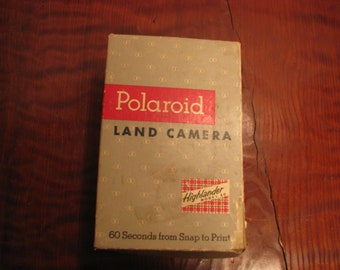 Polaroid
LAND CAMERA
Highlander
60 Seconds from Snap to Print